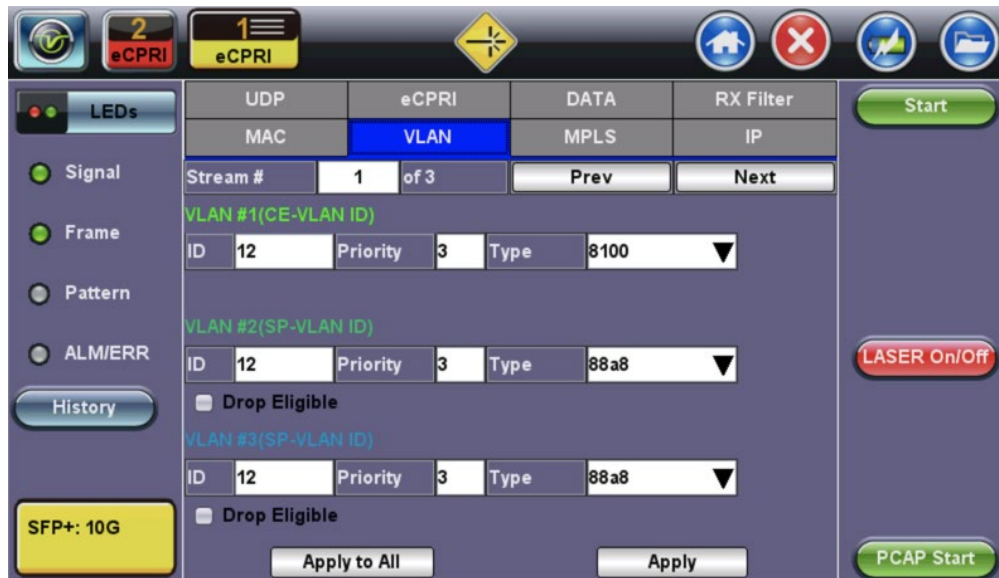 2
eCPRI
1
eCPRI
LEDs
Signal
Frame
Pattern
ALM/ERR
History
SFP+: 10G
UDP eCPRI DATA RX Filter
MAC VLAN MPLS IP
Stream # 1 of 3 Prev Next
VLAN #1(CE-VLAN ID)
ID 12 Priority 3 Type 8100
VLAN #2(SP-VLAN ID)
ID 12 Priority 3 Type 88a8
Drop Eligible
VLAN #3(SP-VLAN ID)
ID 12 Priority 3 Type 88a8
Drop Eligible
Apply to All Apply
Start
LASER On/Off
PCAP Start